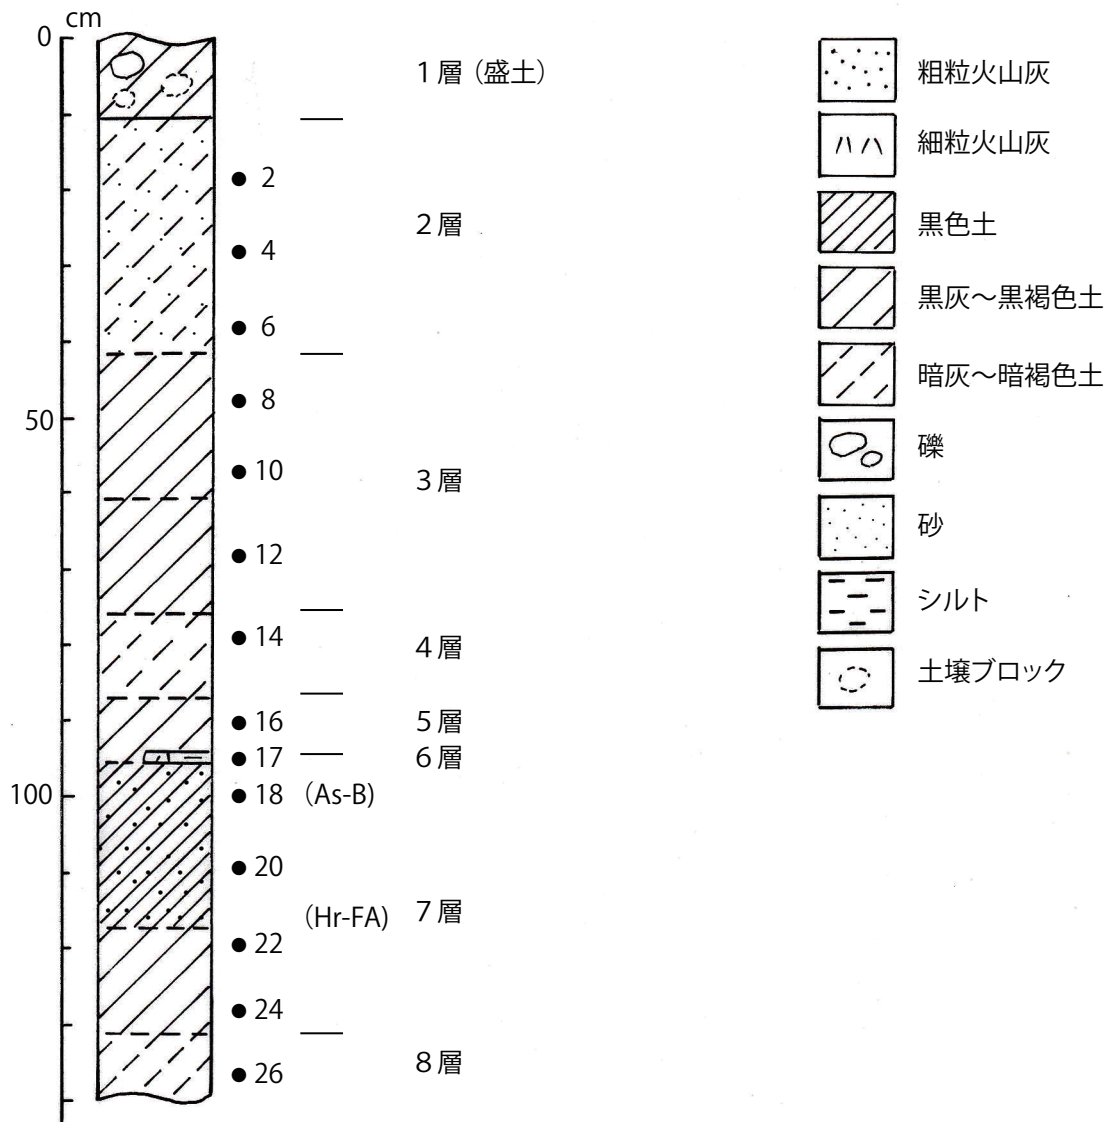 cm
0
1層（盛土）
2
2層
4
6
8
50
10
3層
12
14
4層
16
5層
17
6層
100
18
(As-B)
20
(Hr-FA)
7層
22
24
26
8層
粗粒火山灰
細粒火山灰
黒色土
黒灰～黒褐色土
暗灰～暗褐色土
礫
砂
シルト
土壌ブロック